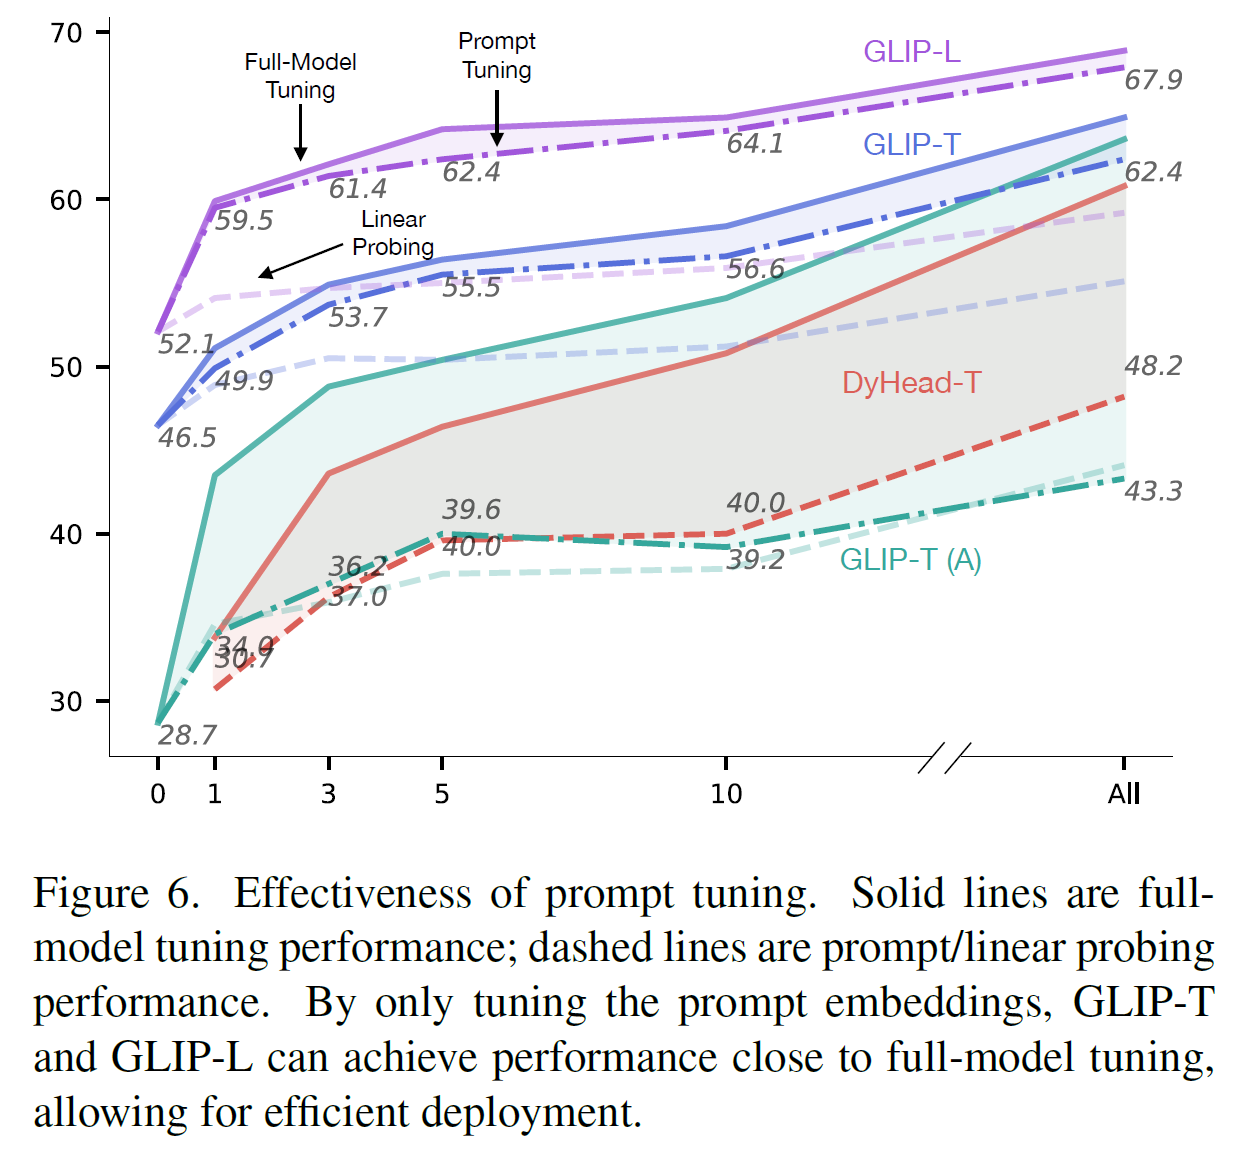 70
Full-Model
Tuning
Prompt
Tuning
GLIP-L
67.9
64.1
GLIP-T
62.4
61.4
62.4
60
59.5
Linear
Probing
56.6
55.5
53.7
52.1
50
49.9
48.2
DyHead-T
46.5
43.3
39.6
40.0
40
40.0
39.2
GLIP-T (A)
36.2
37.0
34.0
30.7
30
28.7
0 1 3 5 10 All
Figure 6. Effectiveness of prompt tuning. Solid lines are full-
model tuning performance; dashed lines are prompt/linear probing
performance. By only tuning the prompt embeddings, GLIP-T
and GLIP-L can achieve performance close to full-model tuning,
allowing for efficient deployment.